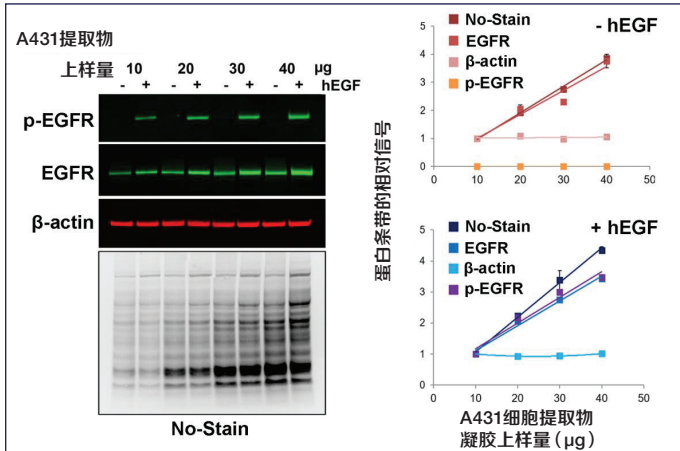 A431提取物
上样量 10 20 30 40 μg
- + - + - + - + hEGF
p-EGFR
EGFR
β-actin
No-Stain
蛋白条带的相对信号
No-Stain
EGFR
β-actin
p-EGFR
- hEGF
5
4
3
2
1
0
0 10 20 30 40 50
No-Stain
EGFR
β-actin
p-EGFR
+ hEGF
5
4
3
2
1
0
0 10 20 30 40 50
A431细胞提取物
凝胶上样量(μg)